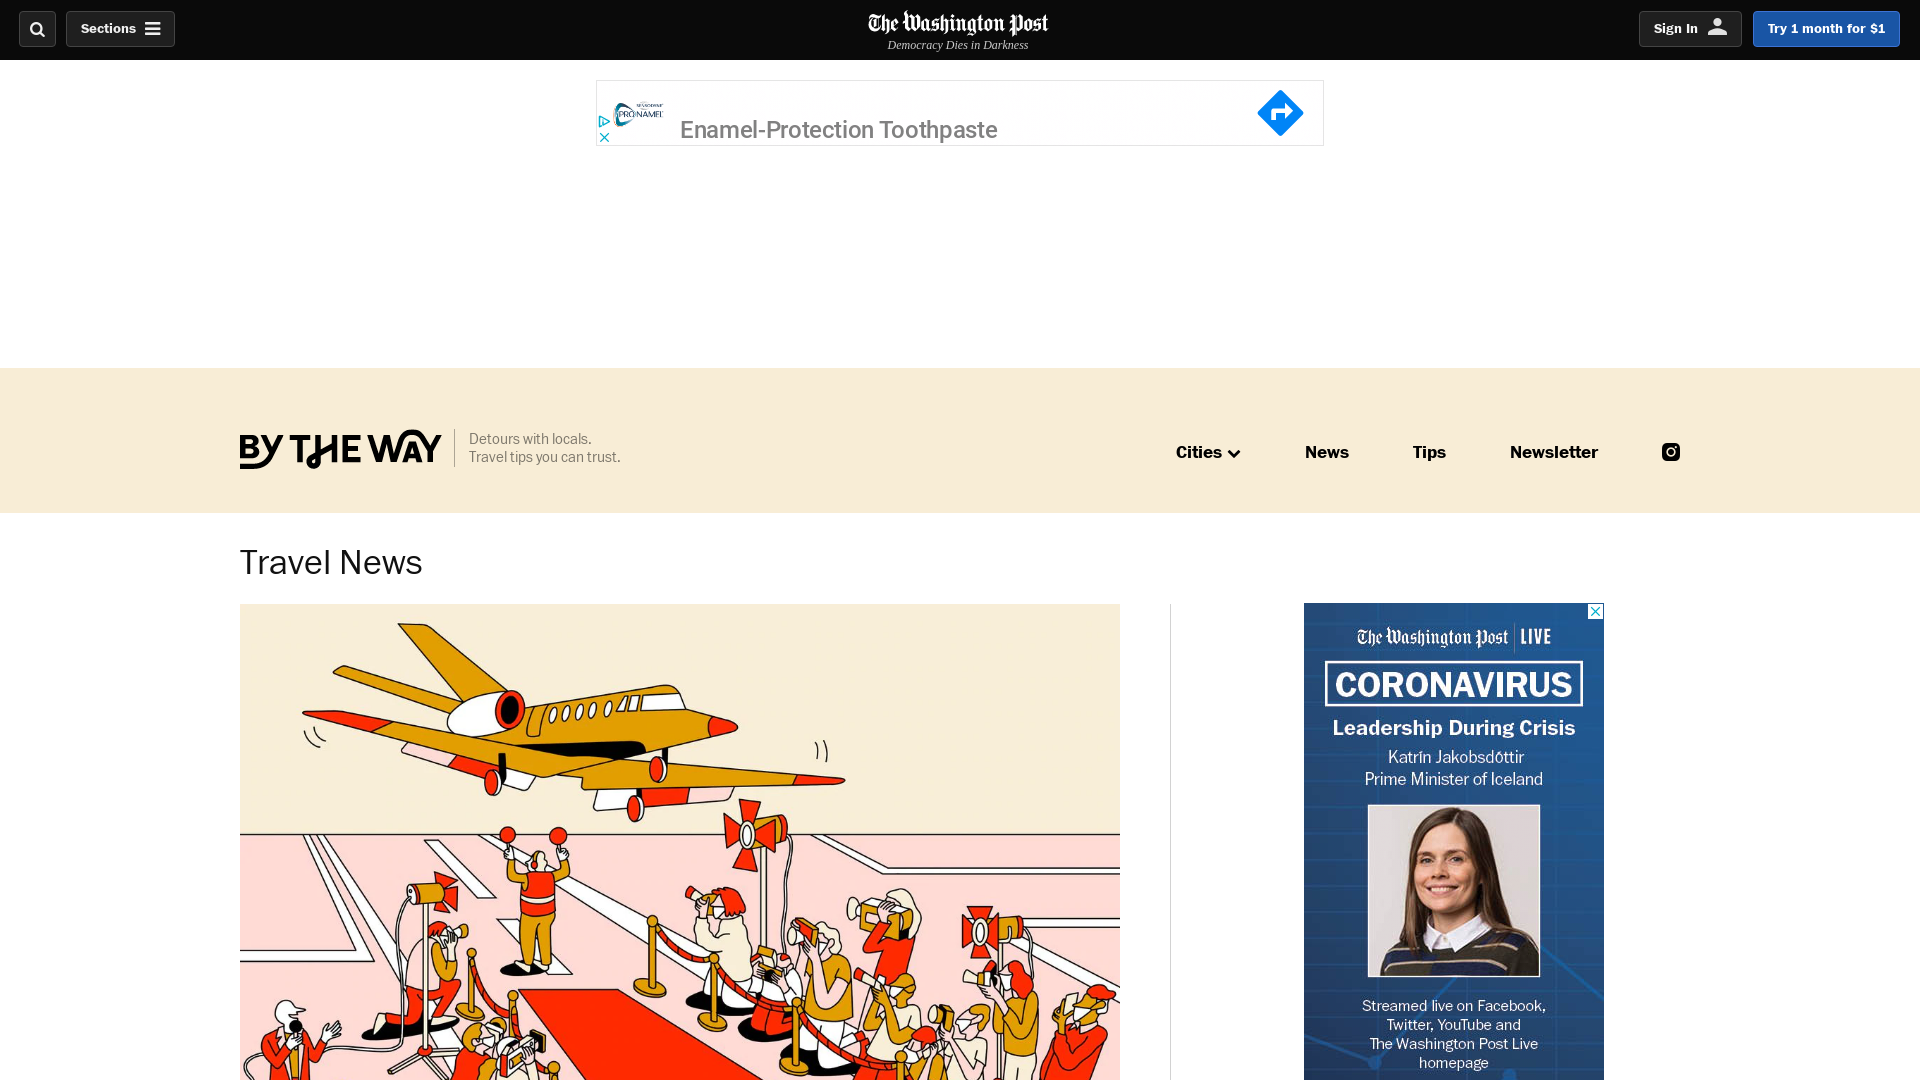 Sections
The Washington Post
Democracy Dies in Darkness
Sign In
Try 1 month for $1
SENSODYNE
PRONAMEL
Enamel-Protection Toothpaste
BY THE WAY
Detours with locals.
Travel tips you can trust.
Cities
News
Tips
Newsletter
Travel News
The Washington Post LIVE
CORONAVIRUS
Leadership During Crisis
Katrín Jakobsdóttir
Prime Minister of Iceland
Streamed live on Facebook,
Twitter, YouTube and
The Washington Post Live
homepage